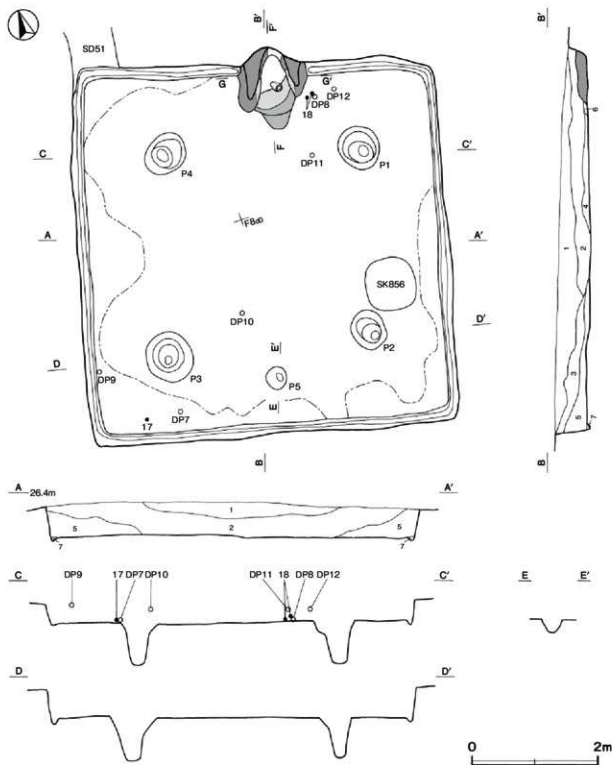 B′ B′
F′
SD51
G G′
DP12
DP8
18
6
F
C P4 DP11 P1 C′
4
F8
A A′
1 2
SK856
DP10
D′
P2
E′
D P3
DP9 P5 3
DP7 E
17 5 7
B B
A 26.4m A′
1
5 2 5
7 7
C DP9 17 DP7 DP10 DP11 18 DP8 DP12 C′ E E′
D D′
0 2m